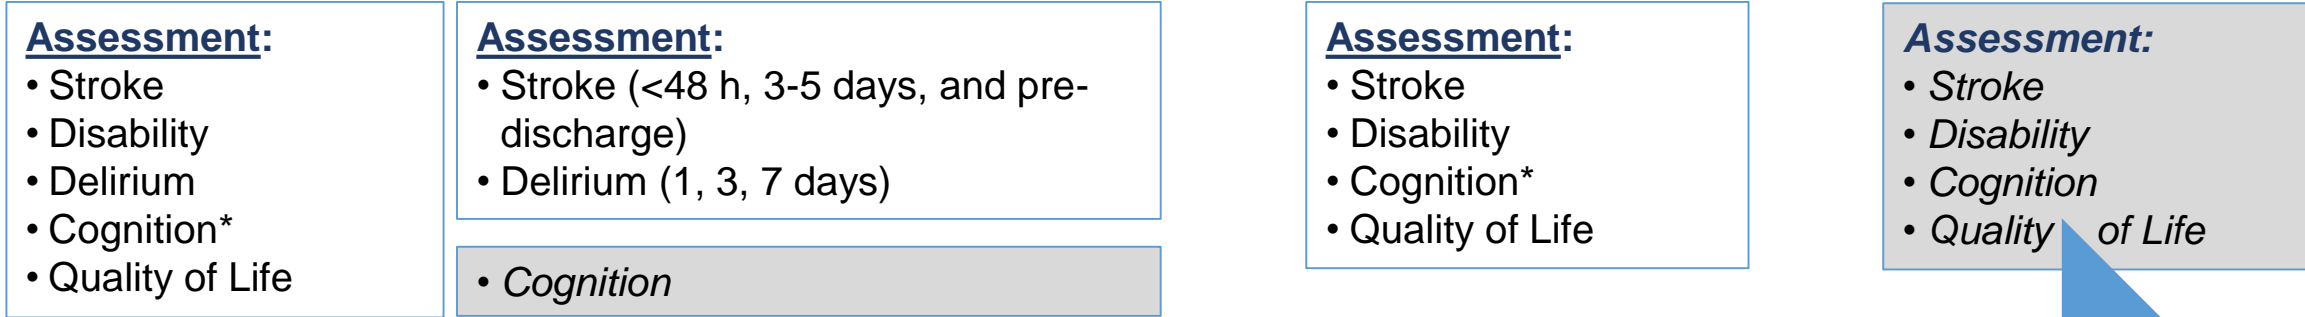 Assessment:
• Stroke
• Disability
• Delirium
• Cognition*
• Quality of Life
Assessment:
• Stroke (<48 h, 3-5 days, and pre-
discharge)
• Delirium (1, 3, 7 days)
• Cognition
Assessment:
• Stroke
• Disability
• Cognition*
• Quality of Life
Assessment:
• Stroke
• Disability
• Cognition
• Quality of Life